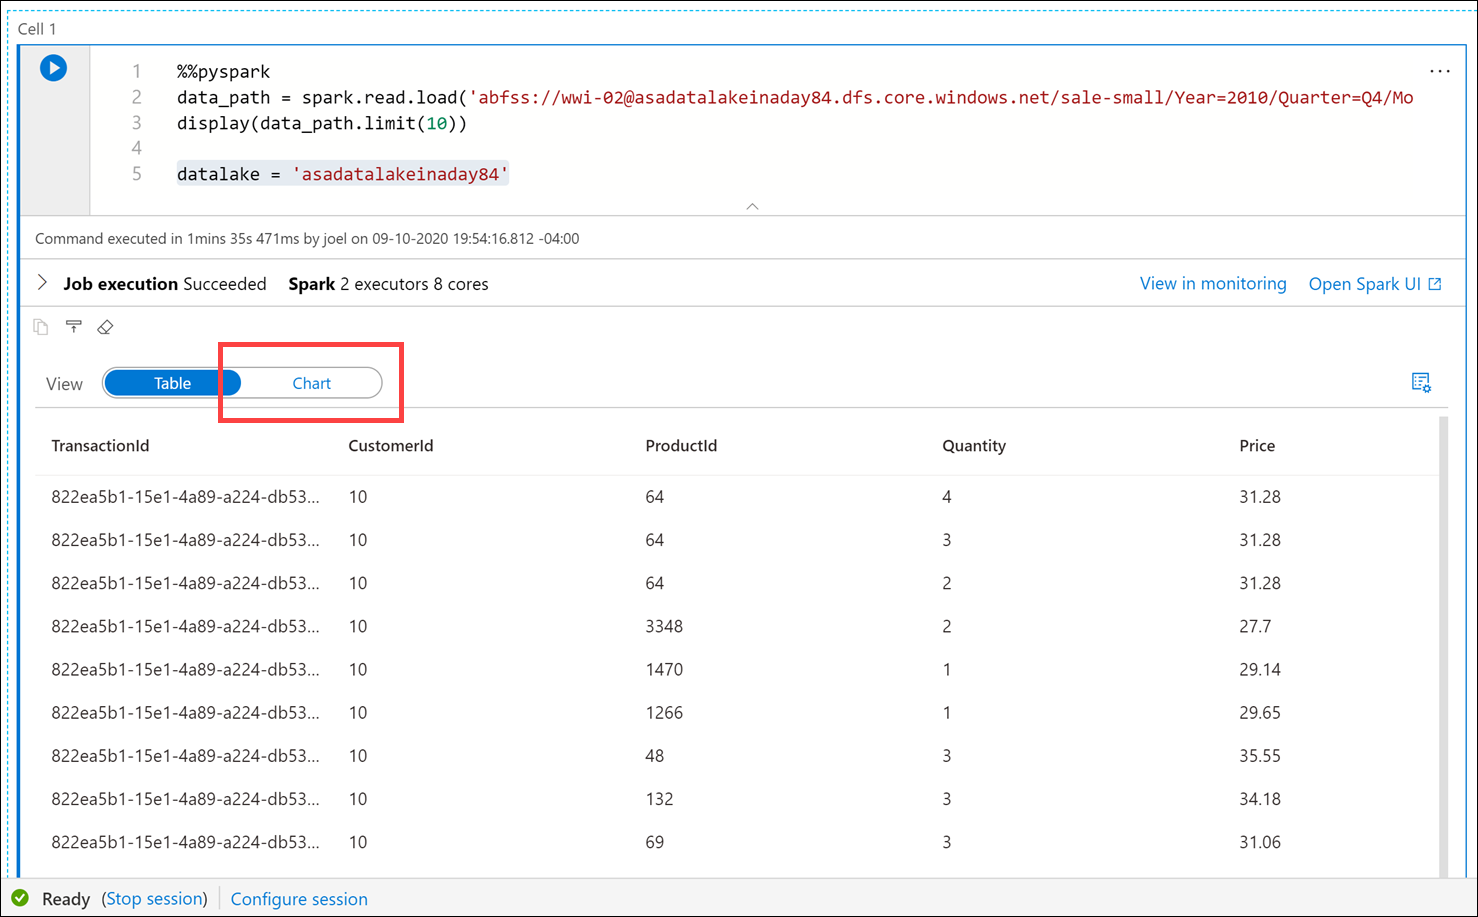 Cell 1
1 %%pyspark
2 data_path = spark.read.load('abfss://wwi-02@asadatalakeinaday84.dfs.core.windows.net/sale-small/Year=2010/Quarter=Q4/Mo
3 display(data_path.limit(10))
4
5 datalake = 'asadatalakeinaday84'
Command executed in 1mins 35s 471ms by joel on 09-10-2020 19:54:16.812 -04:00
Job execution Succeeded Spark 2 executors 8 cores View in monitoring Open Spark UI
View Table Chart
TransactionId CustomerId ProductId Quantity Price
822ea5b1-15e1-4a89-a224-db53... 10 64 4 31.28
822ea5b1-15e1-4a89-a224-db53... 10 64 3 31.28
822ea5b1-15e1-4a89-a224-db53... 10 64 2 31.28
822ea5b1-15e1-4a89-a224-db53... 10 3348 2 27.7
822ea5b1-15e1-4a89-a224-db53... 10 1470 1 29.14
822ea5b1-15e1-4a89-a224-db53... 10 1266 1 29.65
822ea5b1-15e1-4a89-a224-db53... 10 48 3 35.55
822ea5b1-15e1-4a89-a224-db53... 10 132 3 34.18
822ea5b1-15e1-4a89-a224-db53... 10 69 3 31.06
Ready (Stop session) Configure session